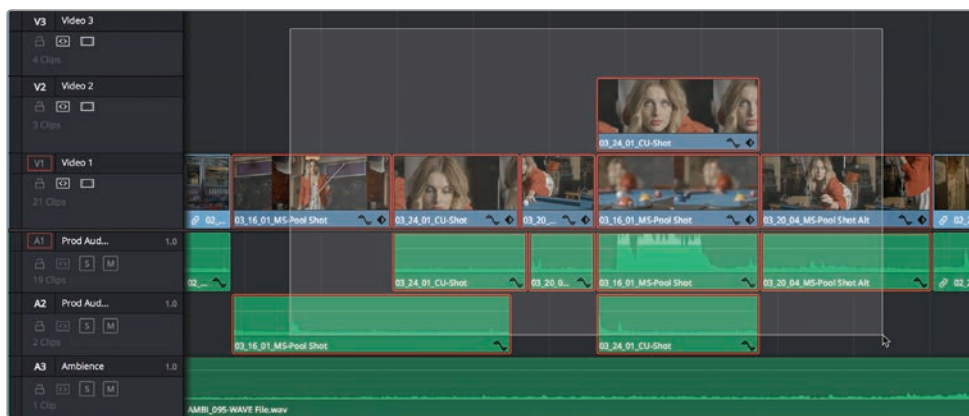 V3 Video 3
4 Clips
V2 Video 2
3 Clips
03_24_01_CU-Shot
V1 Video 1
21 Clips
02_... 03_16_01_MS-Pool Shot 03_24_01_CU-Shot 03_20_... 03_16_01_MS-Pool Shot 03_20_04_MS-Pool Shot Alt 02_
A1 Prod Aud... 1.0
S M
19 Clips
02_... 03_24_01_CU-Shot 03_20_0... 03_16_01_MS-Pool Shot 03_20_04_MS-Pool Shot Alt
A2 Prod Aud... 1.0
S M
2 Clips
03_16_01_MS-Pool Shot 03_24_01_CU-Shot
A3 Ambience 1.0
S M
1 Clip
AMBI_095-WAVE File.wav